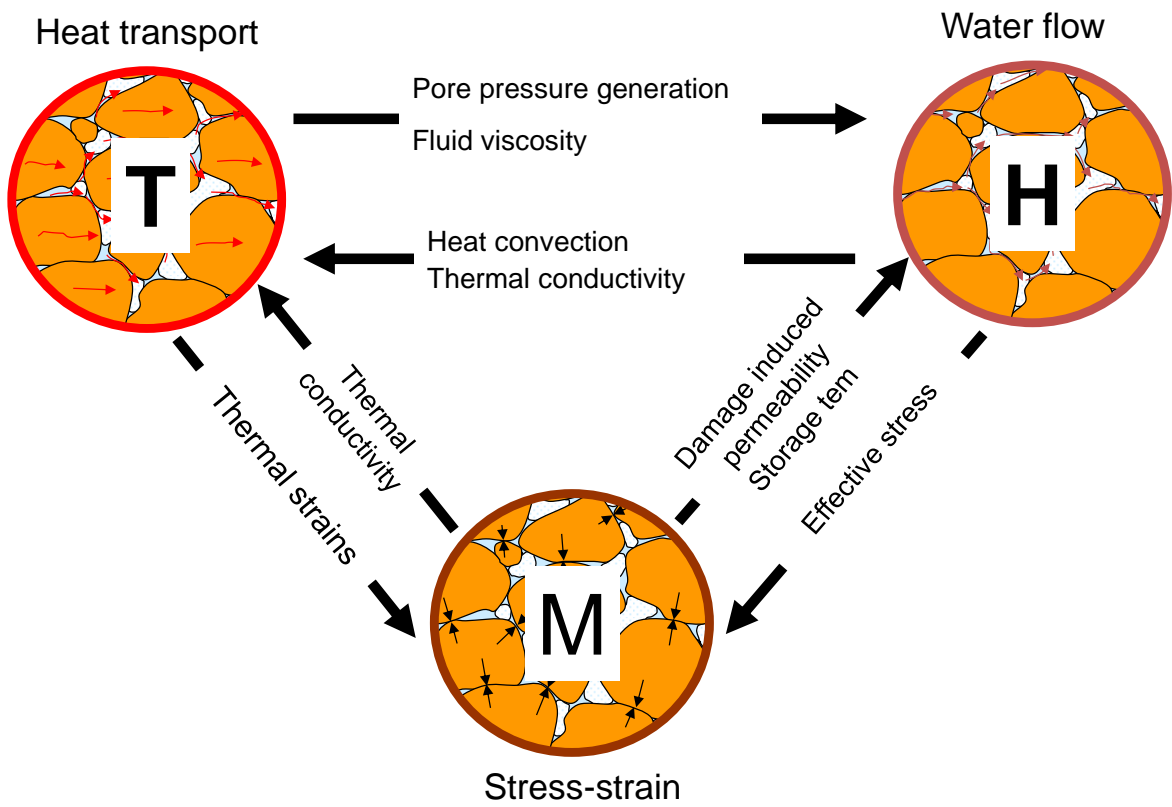 Heat transport
Water flow
Pore pressure generation
Fluid viscosity
T
H
Heat convection
Thermal conductivity
Thermal
conductivity
Thermal strains
Damage induced
permeability
Storage tem
Effective stress
M
Stress-strain